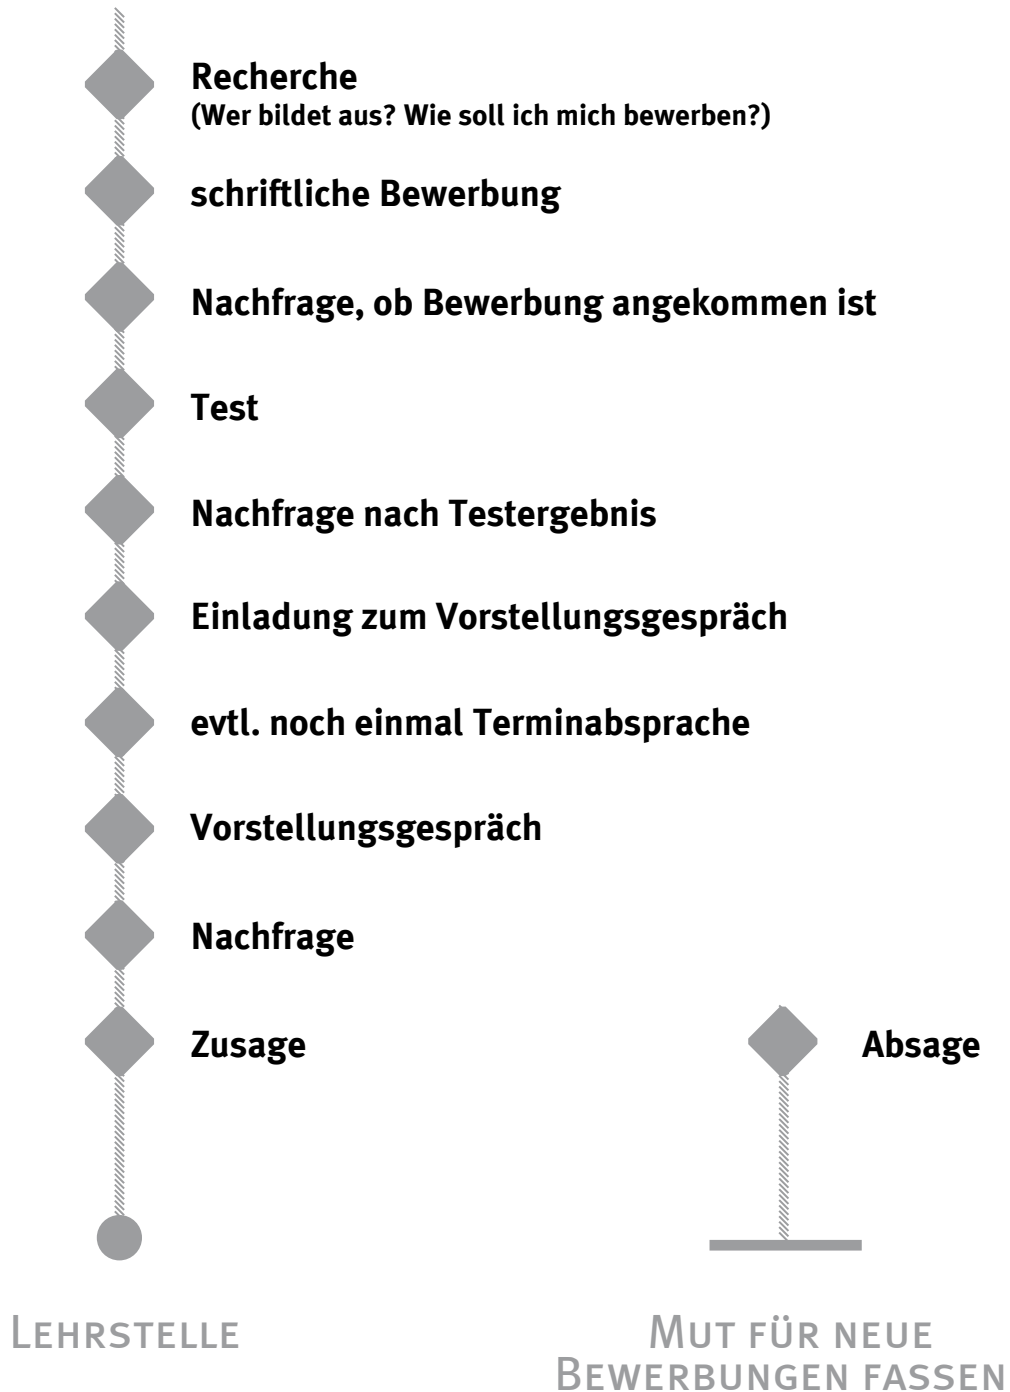 Recherche
(Wer bildet aus? Wie soll ich mich bewerben?)
schriftliche Bewerbung
Nachfrage, ob Bewerbung angekommen ist
Test
Nachfrage nach Testergebnis
Einladung zum Vorstellungsgespräch
evtl. noch einmal Terminabsprache
Vorstellungsgespräch
Nachfrage
Zusage
Absage
LEHRSTELLE
MUT FÜR NEUE
BEWERBUNGEN FASSEN